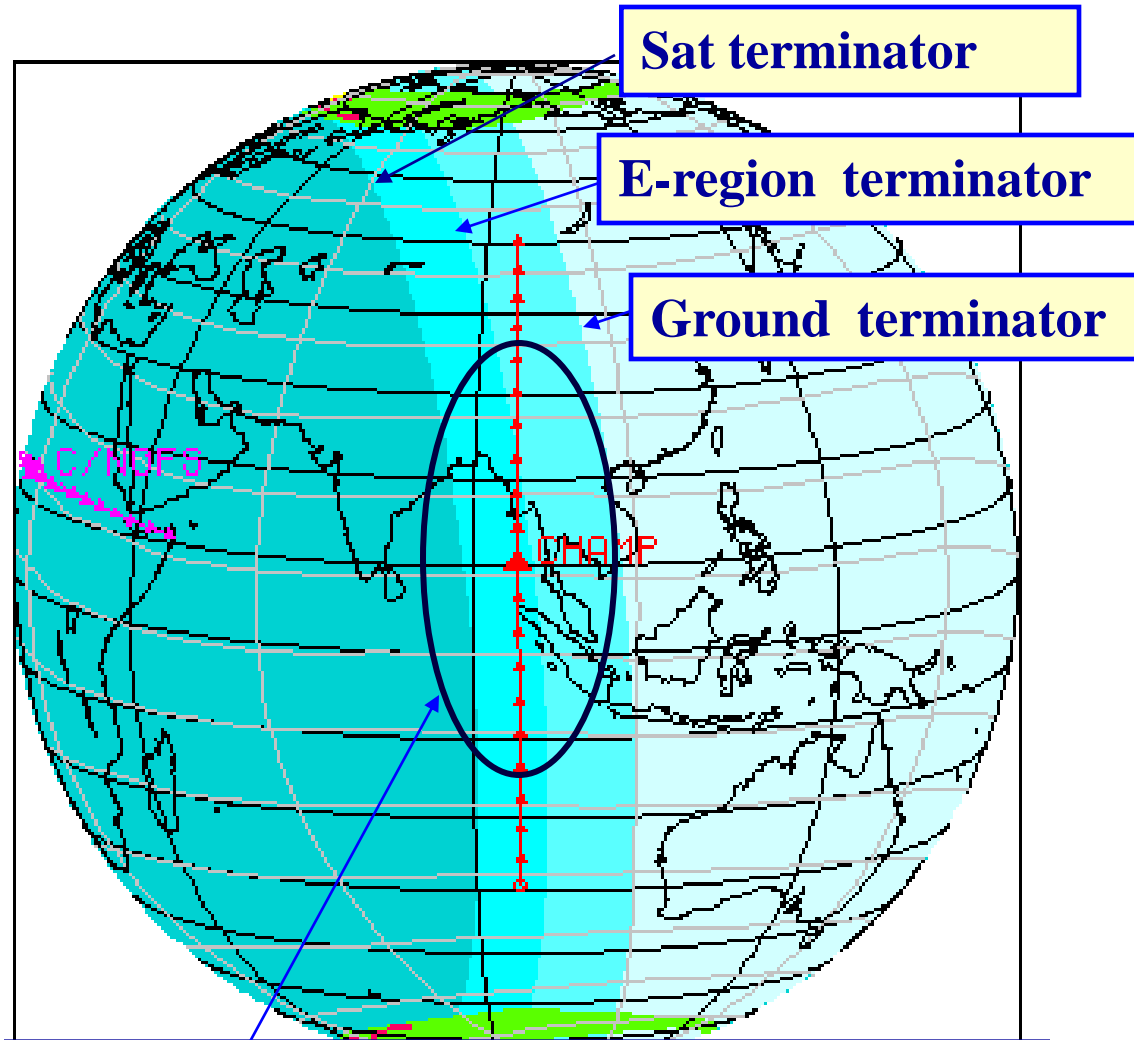 Sat terminator
E-region terminator
Ground terminator
C/NOFS
CHAMP